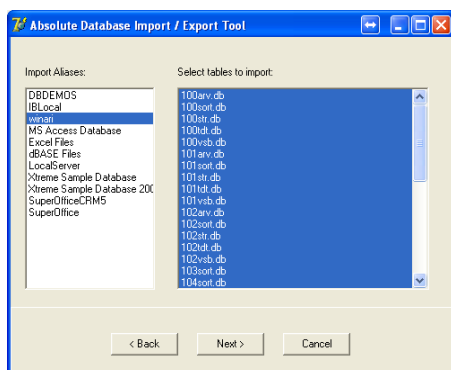 Absolute Database Import / Export Tool
Import Aliases:
DBDEMOS
IBLocal
winari
MS Access Database
Excel Files
dBASE Files
LocalServer
Xtreme Sample Database
Xtreme Sample Database 200
SuperOfficeCRM5
SuperOffice
Select tables to import:
100arv.db
100sort.db
100str.db
100tdt.db
100vsb.db
101arv.db
101sort.db
101str.db
101tdt.db
101vsb.db
102arv.db
102sort.db
102str.db
102tdt.db
102vsb.db
103sort.db
104sort.db
< Back
Next >
Cancel